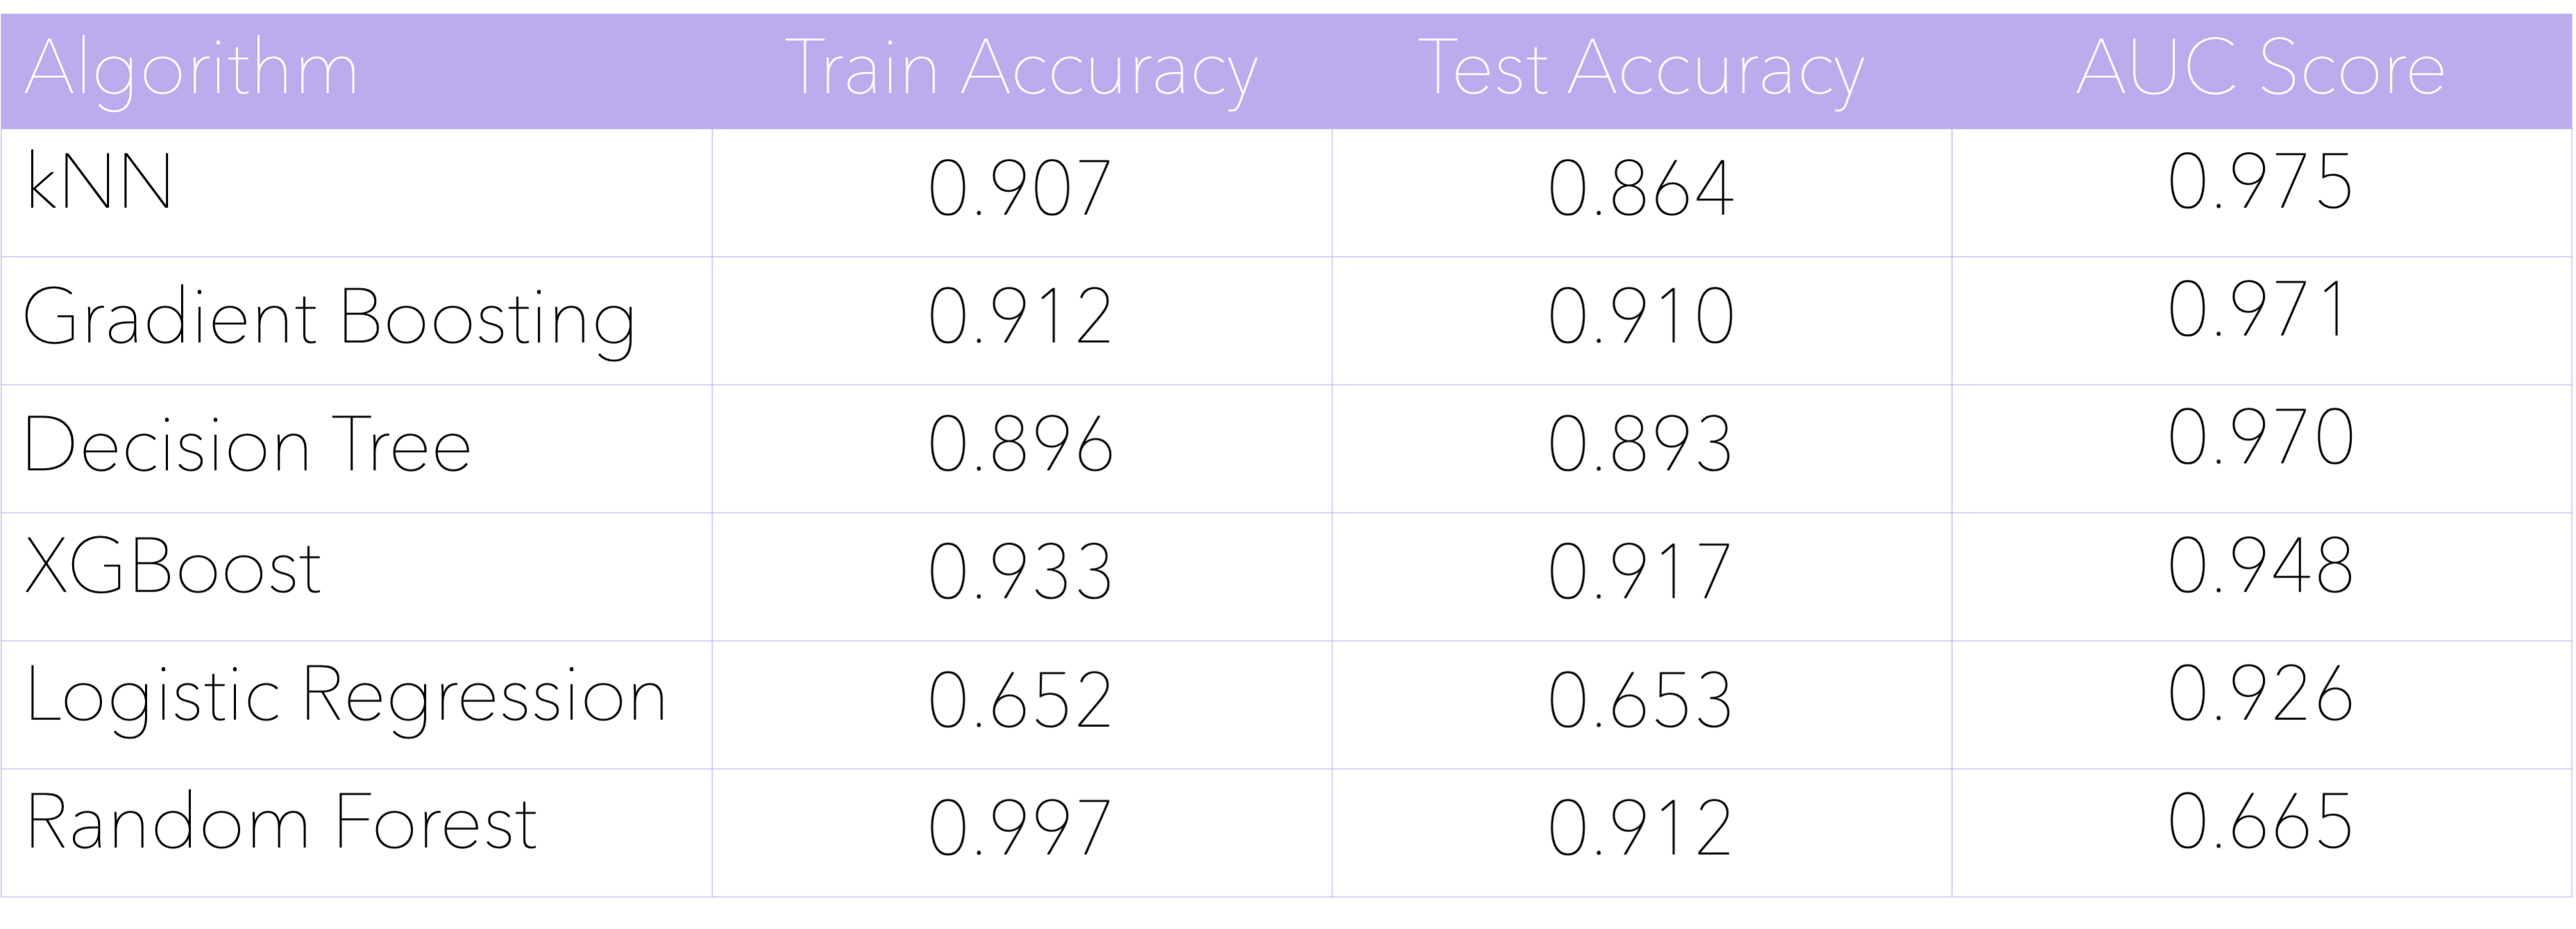 Algorithm Train Accuracy Test Accuracy AUC Score
kNN 0.907 0.864 0.975
Gradient Boosting 0.912 0.910 0.971
Decision Tree 0.896 0.893 0.970
XGBoost 0.933 0.917 0.948
Logistic Regression 0.652 0.653 0.926
Random Forest 0.997 0.912 0.665